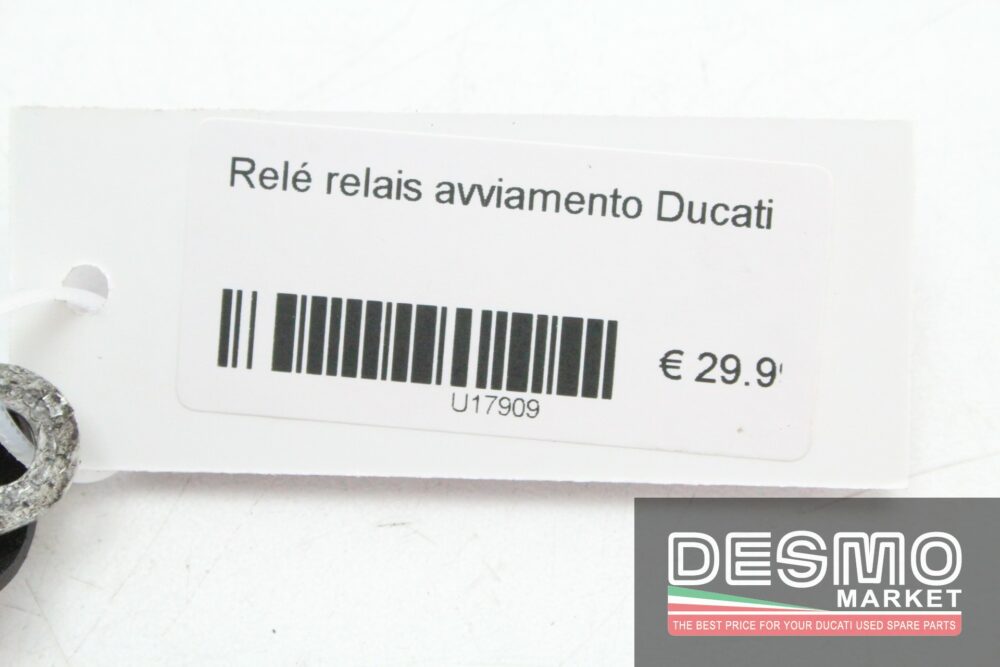 Relé relais avviamento Ducati
€ 29.9
U17909
DESMO
MARKET
THE BEST PRICE FOR YOUR DUCATI USED SPARE PARTS